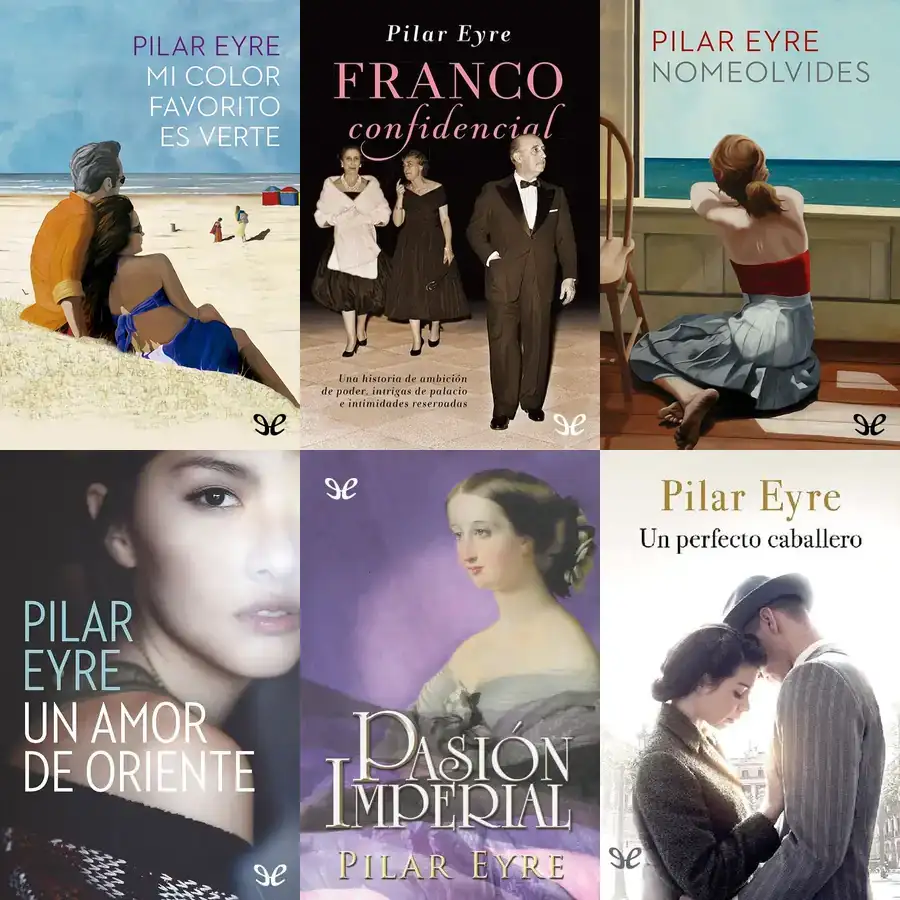 PILAR EYRE
MI COLOR
FAVORITO
ES VERTE
Pilar Eyre
FRANCO
confidencial
Una historia de ambición
de poder, intrigas de palacio
e intimidades reservadas
PILAR EYRE
NOMEOLVIDES
PILAR
EYRE
UN AMOR
DE ORIENTE
PASIÓN
IMPERIAL
PILAR EYRE
Pilar Eyre
Un perfecto caballero